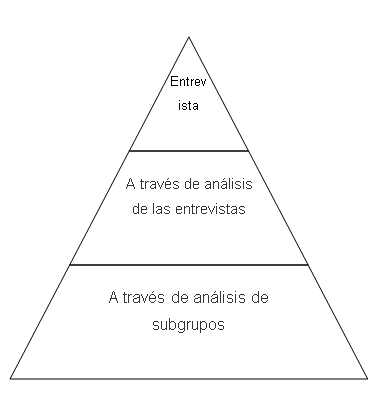 Entrev
ista
A través de análisis
de las entrevistas
A través de análisis de
subgrupos